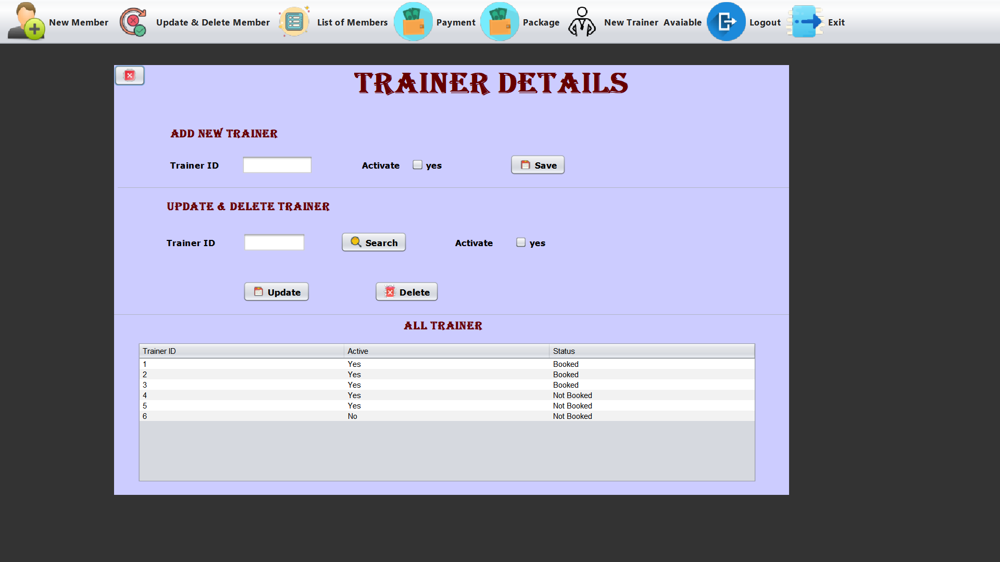 New Member Update & Delete Member List of Members Payment Package New Trainer Avaiable Logout Exit
TRAINER DETAILS
ADD NEW TRAINER
Trainer ID Activate yes Save
UPDATE & DELETE TRAINER
Trainer ID Search Activate yes
Update Delete
ALL TRAINER
Trainer ID Active Status
1 Yes Booked
2 Yes Booked
3 Yes Booked
4 Yes Not Booked
5 Yes Not Booked
6 No Not Booked